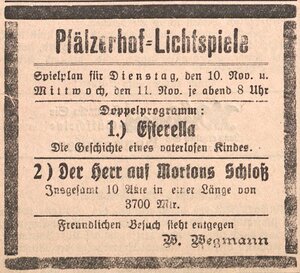 Pfälzerhof-Lichtspiele
Spielplan für Dienstag, den 10. Nov. u.
Mittwoch, den 11. Nov. je abend 8 Uhr
Doppelprogramm:
1.) Esterella
Die Geschichte eines vaterlosen Kindes.
2) Der Herr auf Mortons Schloß
Insgesamt 10 Akte in einer Länge von
3700 Mtr.
Freundlichen Besuch sieht entgegen
W. Wegmann